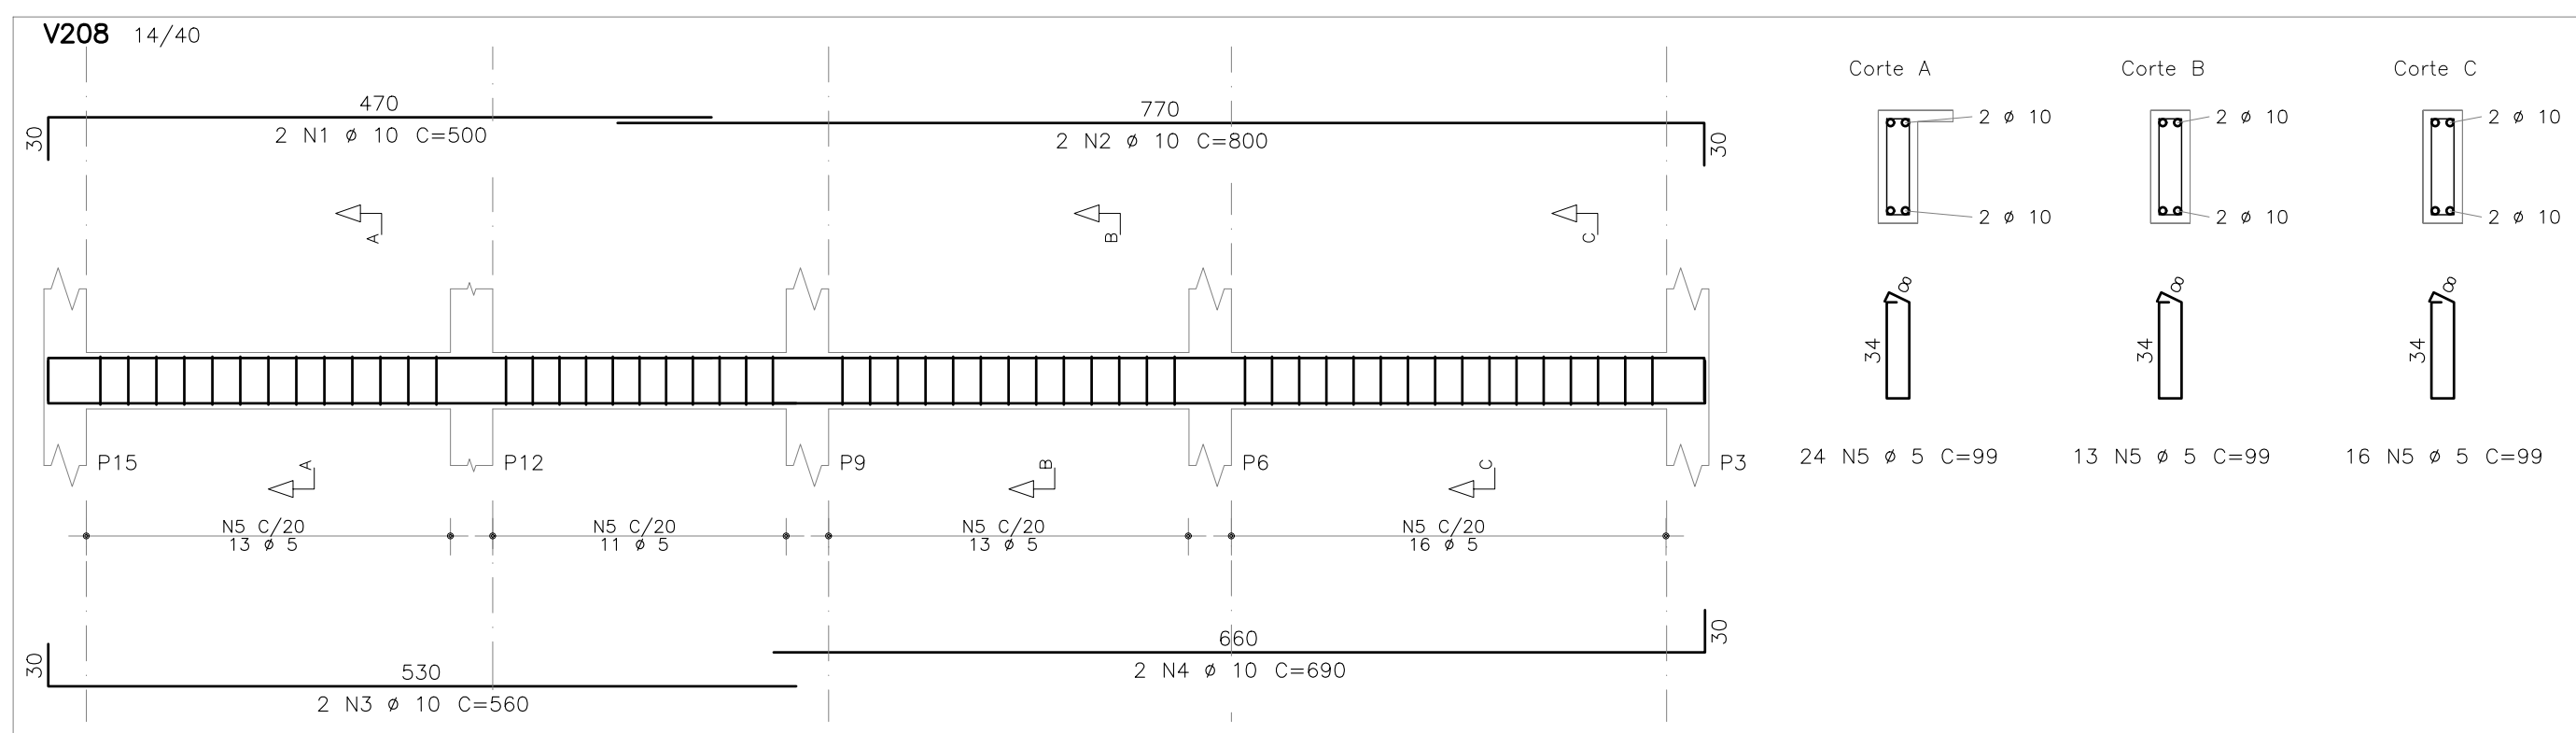 V208 14/40
470
30
2 N1 ø 10 C=500
770
2 N2 ø 10 C=800
30
A
B
C
P15
P12
P9
P6
P3
A
B
C
N5 C/20
13 ø 5
N5 C/20
11 ø 5
N5 C/20
13 ø 5
N5 C/20
16 ø 5
30
530
2 N3 ø 10 C=560
660
2 N4 ø 10 C=690
30
Corte A
2 ø 10
2 ø 10
8
34
24 N5 ø 5 C=99
Corte B
2 ø 10
2 ø 10
8
34
13 N5 ø 5 C=99
Corte C
2 ø 10
2 ø 10
8
34
16 N5 ø 5 C=99